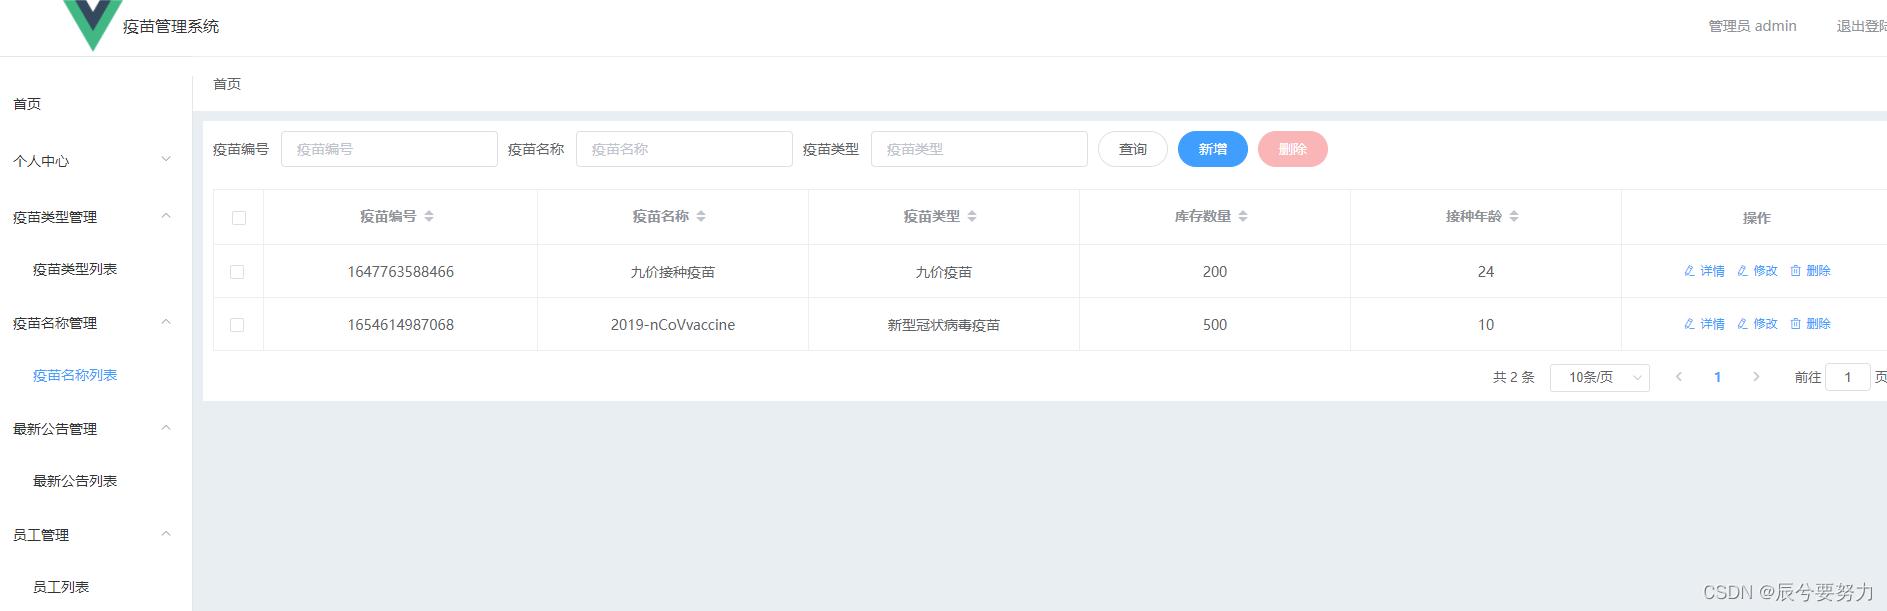 疫苗管理系统
管理员 admin
退出登陆
首页
个人中心
疫苗类型管理
疫苗类型列表
疫苗名称管理
疫苗名称列表
最新公告管理
最新公告列表
员工管理
员工列表
首页
疫苗编号 疫苗编号 疫苗名称 疫苗名称 疫苗类型 疫苗类型 查询 新增 删除
疫苗编号 疫苗名称 疫苗类型 库存数量 接种年龄 操作
1647763588466 九价接种疫苗 九价疫苗 200 24 详情 修改 删除
1654614987068 2019-nCoVvaccine 新型冠状病毒疫苗 500 10 详情 修改 删除
共 2 条 10条/页 1 前往 1 页
CSDN @辰兮要努力